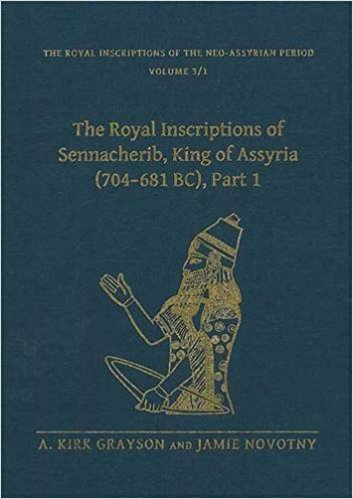 THE ROYAL INSCRIPTIONS OF THE NEO-ASSYRIAN PERIOD
VOLUME 3/1
The Royal Inscriptions of
Sennacherib, King of Assyria
(704–681 BC), Part 1
A. KIRK GRAYSON AND JAMIE NOVOTNY